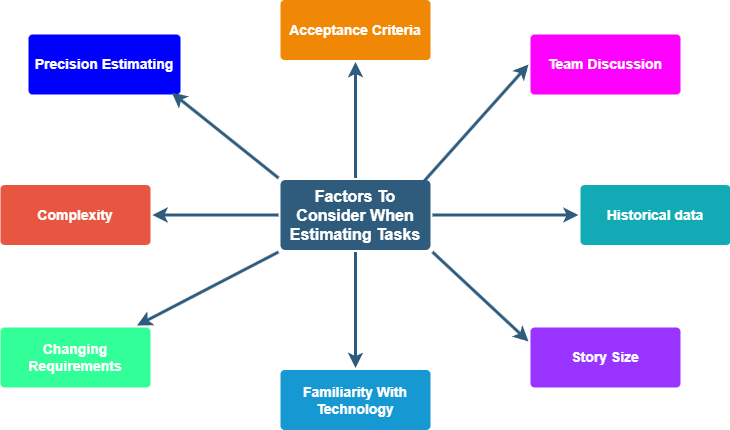 Acceptance Criteria
Precision Estimating
Team Discussion
Factors To
Consider When
Estimating Tasks
Complexity
Historical data
Changing
Requirements
Story Size
Familiarity With
Technology